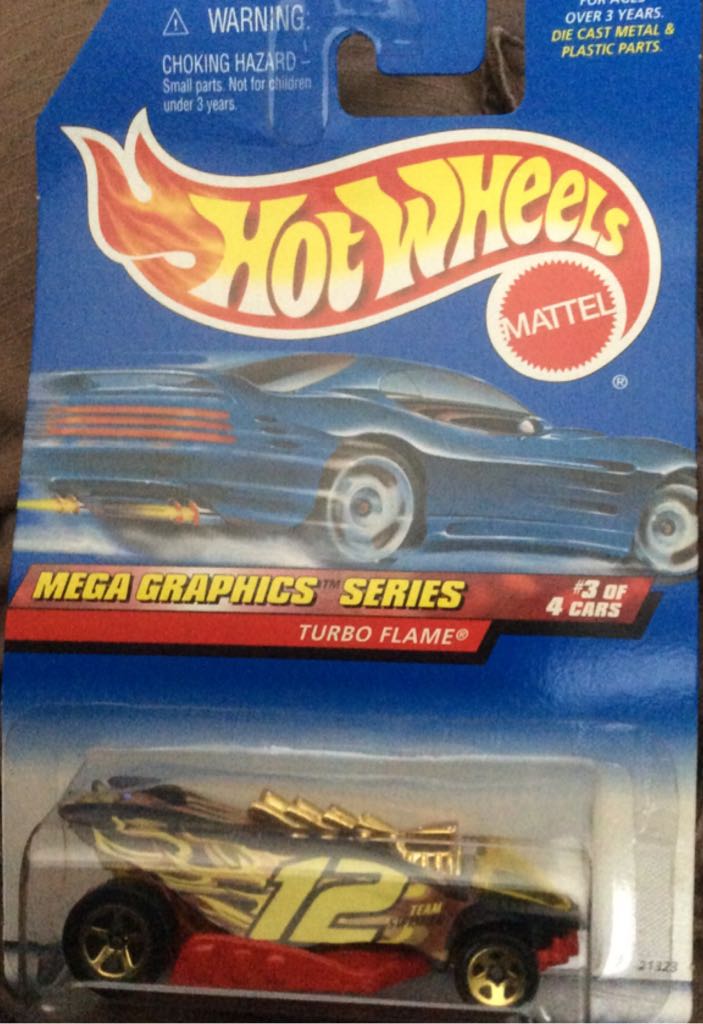 WARNING:
CHOKING HAZARD –
Small parts. Not for children
under 3 years.
OVER 3 YEARS.
DIE CAST METAL &
PLASTIC PARTS.
Hot Wheels
MATTEL
®
MEGA GRAPHICS™ SERIES
#3 OF
4 CARS
TURBO FLAME®
12
TEAM
21323